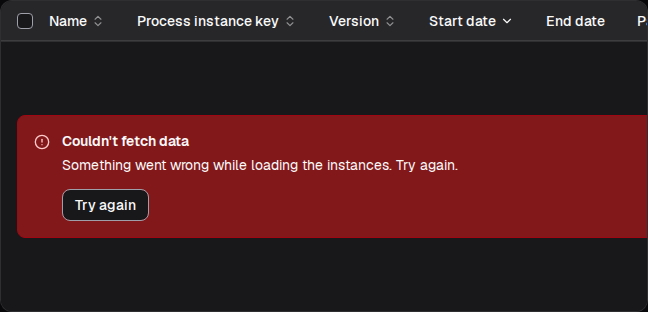 Name Process instance key Version Start date End date
Couldn't fetch data
Something went wrong while loading the instances. Try again.
Try again